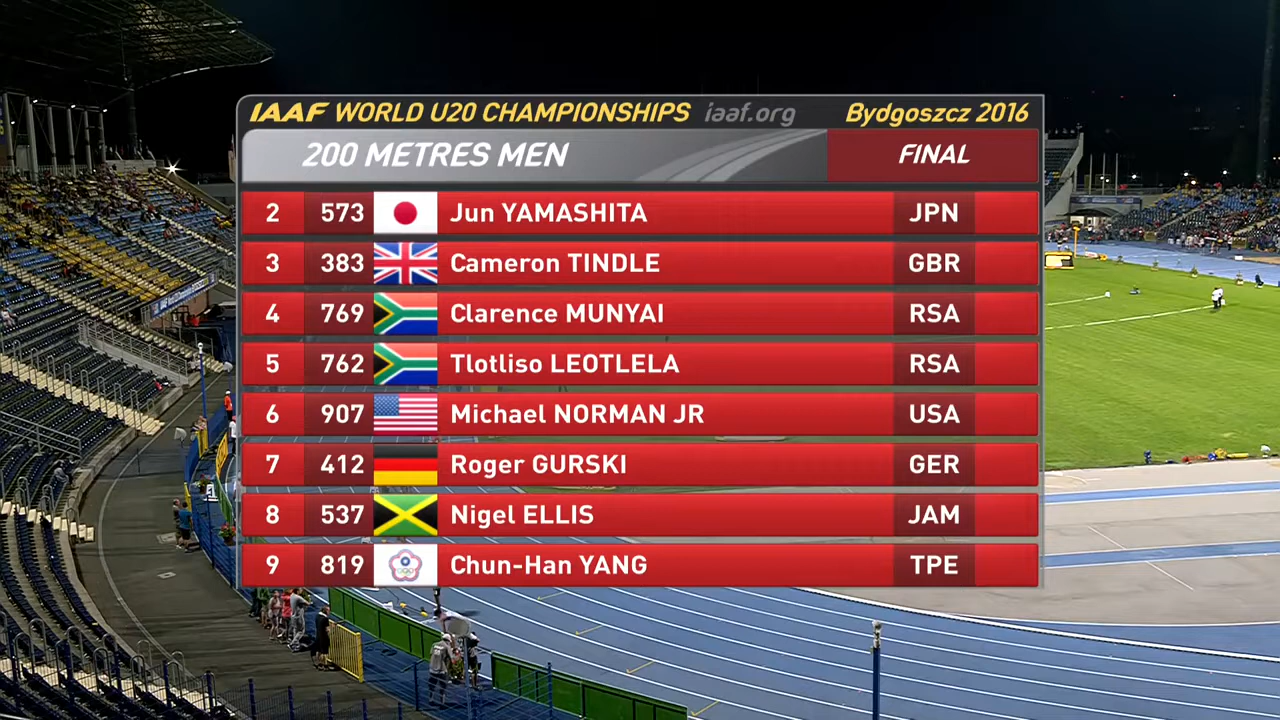 IAAF WORLD U20 CHAMPIONSHIPS iaaf.org Bydgoszcz 2016
200 METRES MEN FINAL
2 573 Jun YAMASHITA JPN
3 383 Cameron TINDLE GBR
4 769 Clarence MUNYAI RSA
5 762 Tlotliso LEOTLELA RSA
6 907 Michael NORMAN JR USA
7 412 Roger GURSKI GER
8 537 Nigel ELLIS JAM
9 819 Chun-Han YANG TPE